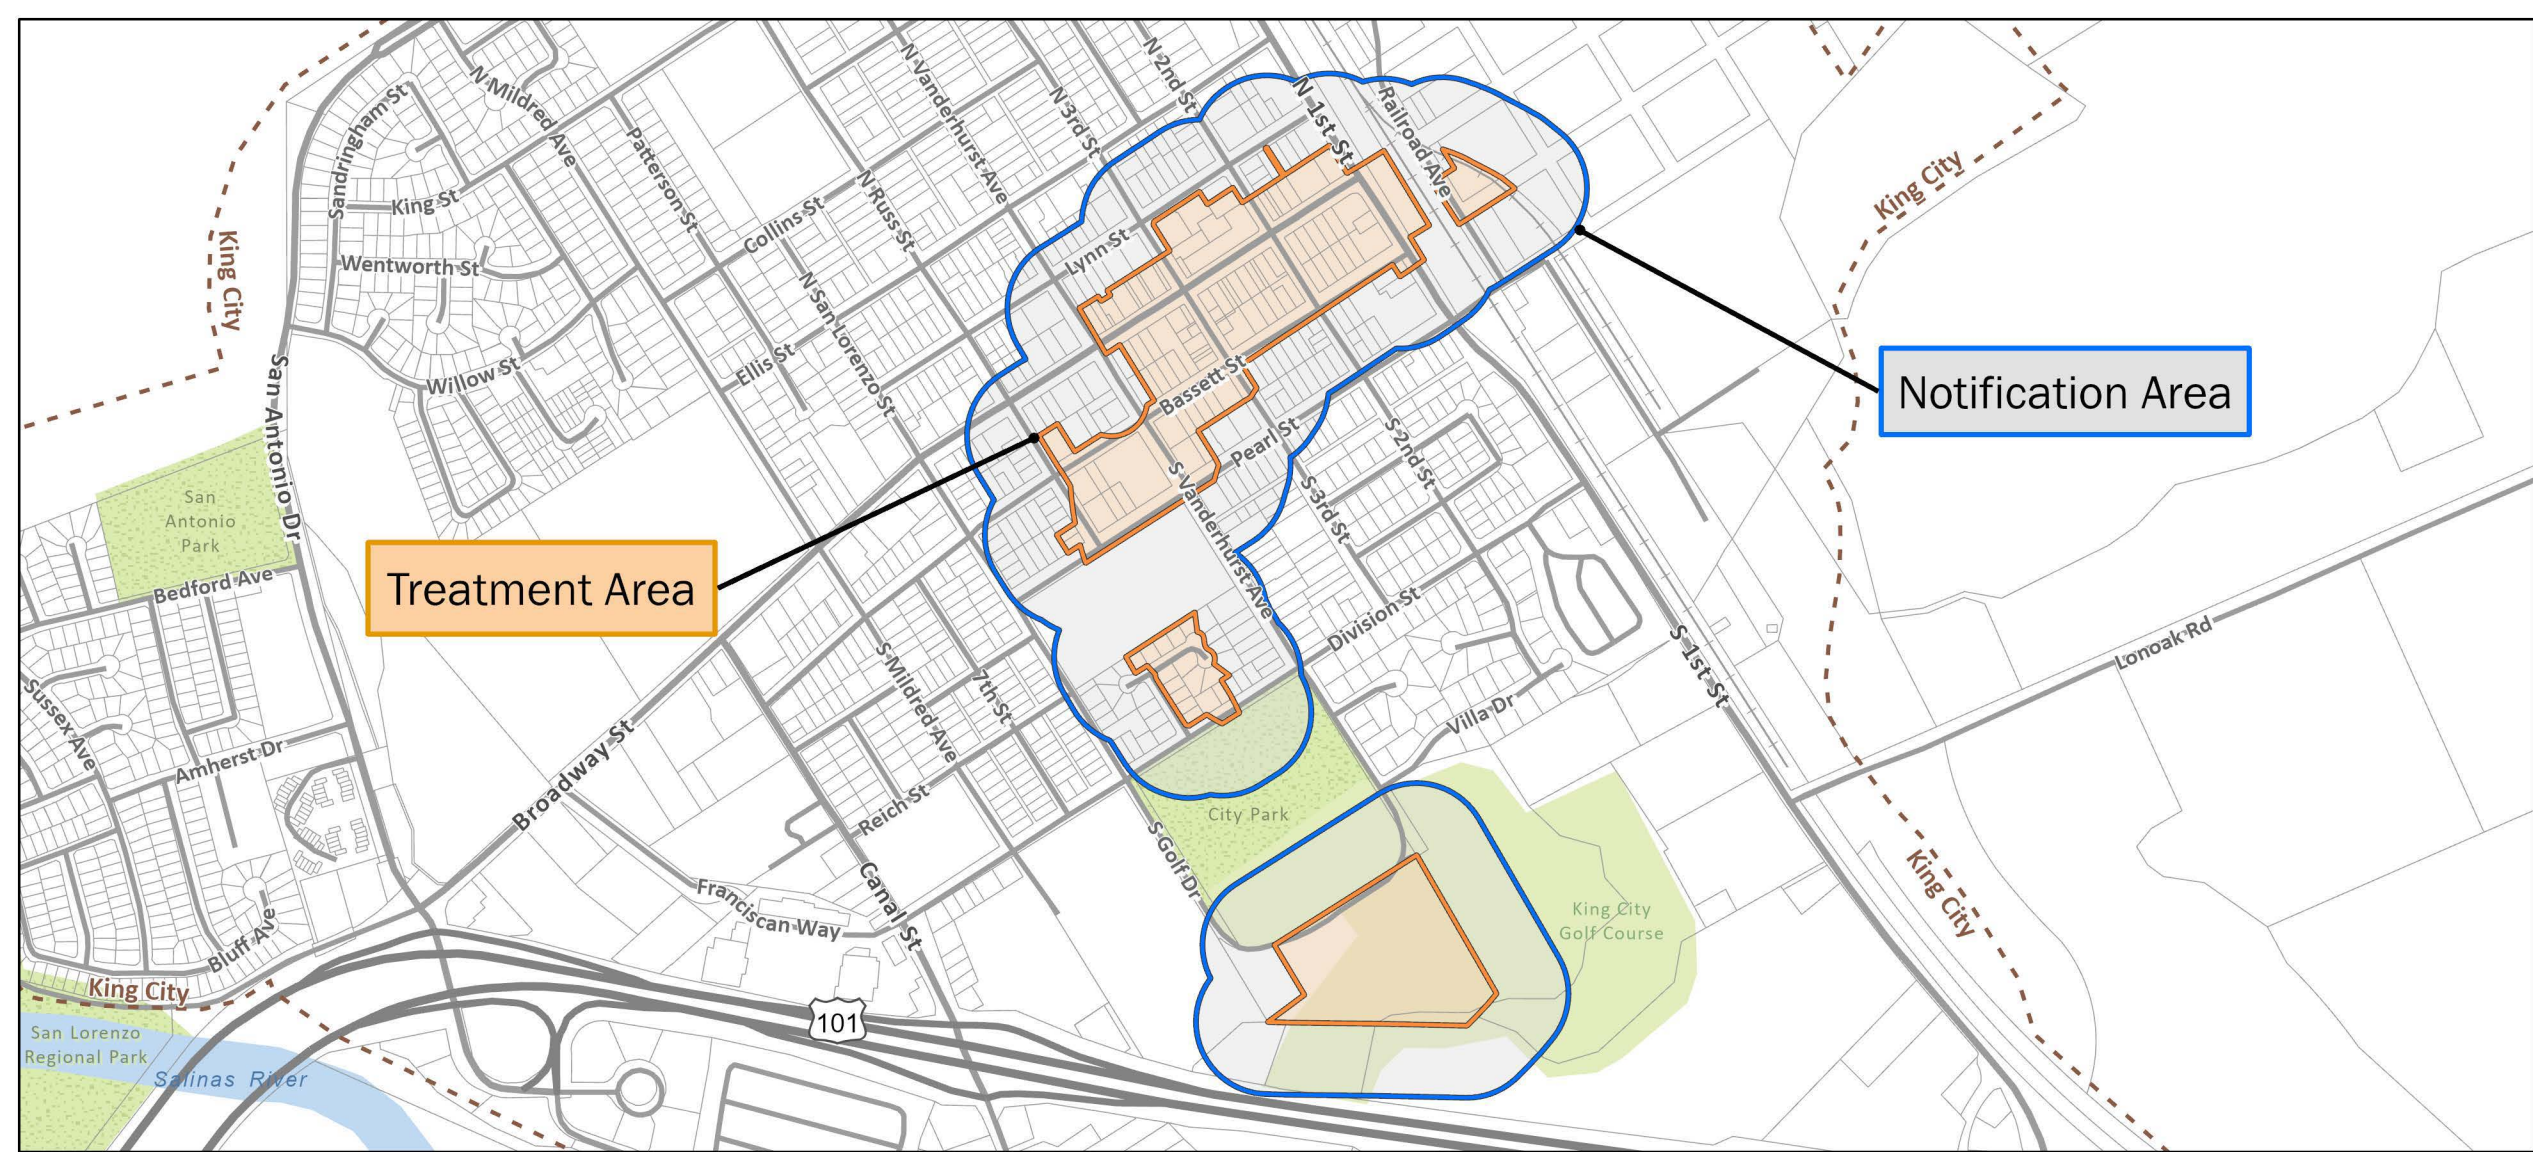 N Mildred Ave
Sandringham St
Patterson St
N Vanderhurst Ave
N 3rd St
N 2nd St
N 1st St
Railroad Ave
King City
King St
Collins St
N Russ St
Lynn St
King City
Wentworth St
N San Lorenzo St
Ellis St
Willow St
San Antonio Dr
Bassett St
Notification Area
Pearl St
S 2nd St
S 3rd St
S Vanderhurst Ave
San
Antonio
Park
Treatment Area
Bedford Ave
Division St
S 1st St
Lonoak Rd
Sussex Ave
Amherst Dr
S Mildred Ave
7th St
Villa Dr
Broadway St
Reich St
City Park
S Golf Dr
Franciscan Way
Canal St
King City
Golf Course
King City
Bluff Ave
King City
101
San Lorenzo
Regional Park
Salinas River